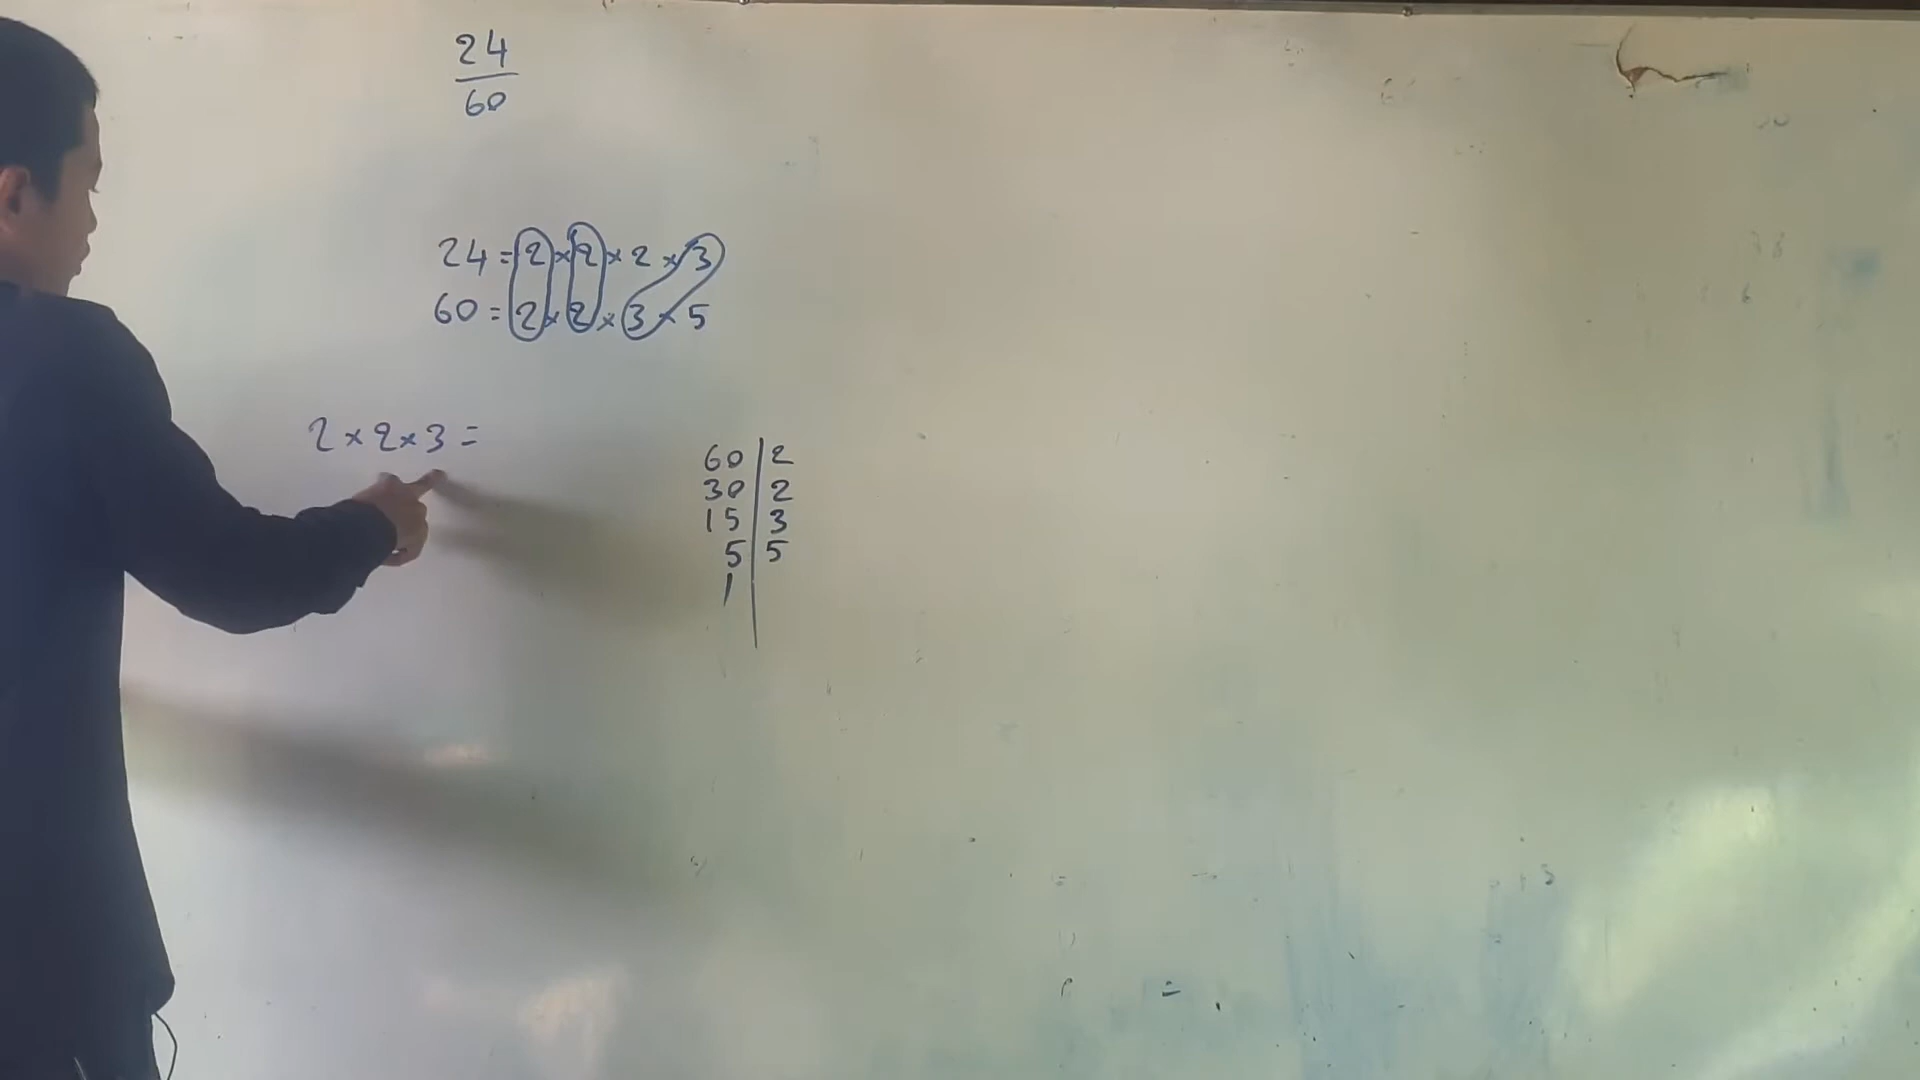 24
60
24 = 2 × 2 × 2 × 3
60 = 2 × 2 × 3 × 5
2 × 2 × 3 =
60 | 2
30 | 2
15 | 3
5 | 5
1 |